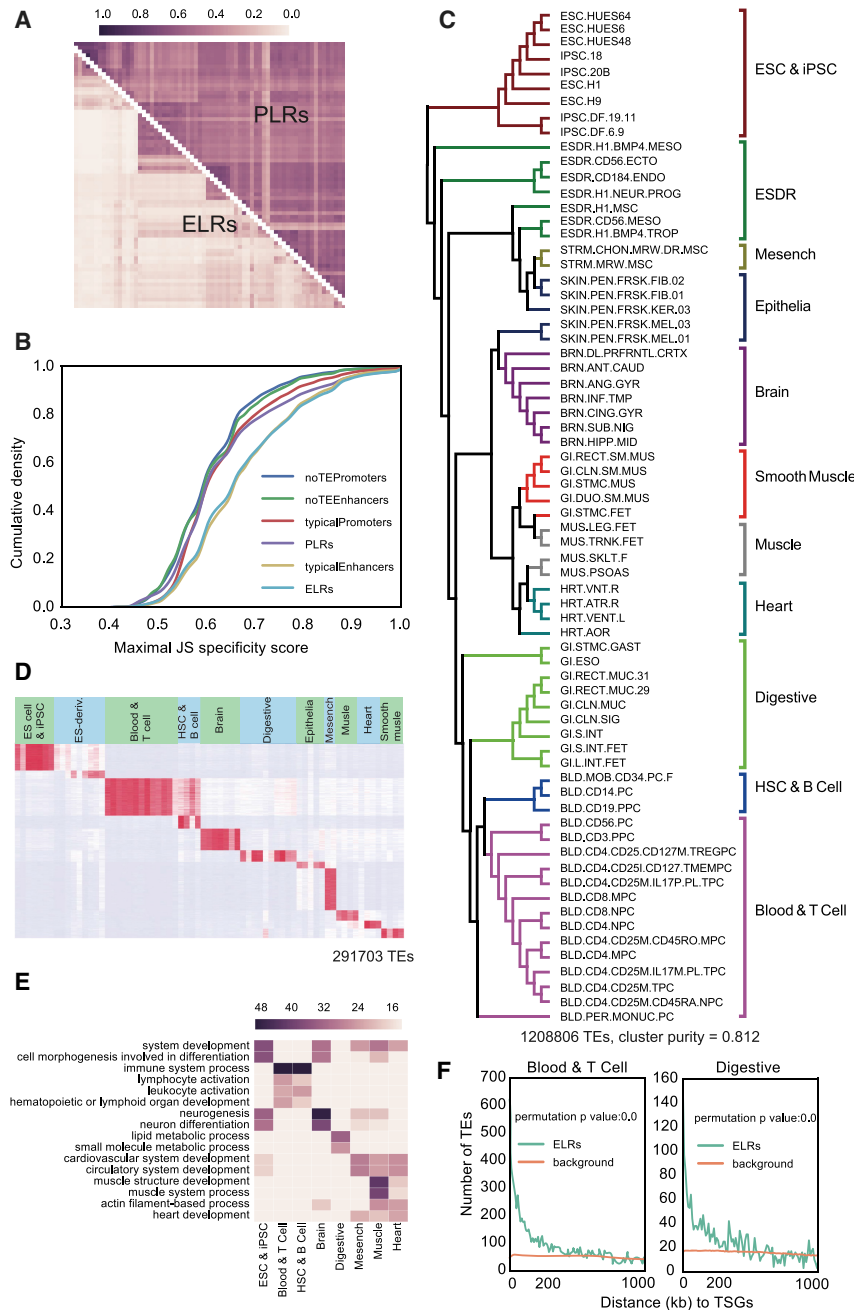 A
1.0 0.8 0.6 0.4 0.2 0.0
PLRs
ELRs
B
Cumulative density
1.0
0.8
0.6
0.4
0.2
0.0
noTEPromoters
noTEEnhancers
typicalPromoters
PLRs
typicalEnhancers
ELRs
0.3 0.4 0.5 0.6 0.7 0.8 0.9 1.0
Maximal JS specificity score
C
ESC.HUES64
ESC.HUES6
ESC.HUES48
IPSC.18
IPSC.20B
ESC.H1
ESC.H9
IPSC.DF.19.11
IPSC.DF.6.9
ESDR.H1.BMP4.MESO
ESDR.CD56.ECTO
ESDR.CD184.ENDO
ESDR.H1.NEUR.PROG
ESDR.H1.MSC
ESDR.CD56.MESO
ESDR.H1.BMP4.TROP
STRM.CHON.MRW.DR.MSC
STRM.MRW.MSC
SKIN.PEN.FRSK.FIB.02
SKIN.PEN.FRSK.FIB.01
SKIN.PEN.FRSK.KER.03
SKIN.PEN.FRSK.MEL.03
SKIN.PEN.FRSK.MEL.01
BRN.DL.PRFRNTL.CRTX
BRN.ANT.CAUD
BRN.ANG.GYR
BRN.INF.TMP
BRN.CING.GYR
BRN.SUB.NIG
BRN.HIPP.MID
GI.RECT.SM.MUS
GI.CLN.SM.MUS
GI.STMC.MUS
GI.DUO.SM.MUS
GI.STMC.FET
MUS.LEG.FET
MUS.TRNK.FET
MUS.SKLT.F
MUS.PSOAS
HRT.VNT.R
HRT.ATR.R
HRT.VENT.L
HRT.AOR
GI.STMC.GAST
GI.ESO
GI.RECT.MUC.31
GI.RECT.MUC.29
GI.CLN.MUC
GI.CLN.SIG
GI.S.INT
GI.S.INT.FET
GI.L.INT.FET
BLD.MOB.CD34.PC.F
BLD.CD14.PC
BLD.CD19.PPC
BLD.CD56.PC
BLD.CD3.PPC
BLD.CD4.CD25.CD127M.TREGPC
BLD.CD4.CD25I.CD127.TMEMPC
BLD.CD4.CD25M.IL17P.PL.TPC
BLD.CD8.MPC
BLD.CD8.NPC
BLD.CD4.NPC
BLD.CD4.CD25M.CD45RO.MPC
BLD.CD4.MPC
BLD.CD4.CD25M.IL17M.PL.TPC
BLD.CD4.CD25M.TPC
BLD.CD4.CD25M.CD45RA.NPC
BLD.PER.MONUC.PC
ESC & iPSC
ESDR
Mesench
Epithelia
Brain
Smooth Muscle
Muscle
Heart
Digestive
HSC & B Cell
Blood & T Cell
1208806 TEs, cluster purity = 0.812
D
ES cell & iPSC
ES-deriv.
Blood & T cell
HSC & B cell
Brain
Digestive
Epithelia
Mesench
Musle
Heart
Smooth musle
291703 TEs
E
48 40 32 24 16
system development
cell morphogenesis involved in differentiation
immune system process
lymphocyte activation
leukocyte activation
hematopoietic or lymphoid organ development
neurogenesis
neuron differentiation
lipid metabolic process
small molecule metabolic process
cardiovascular system development
circulatory system development
muscle structure development
muscle system process
actin filament-based process
heart development
ESC & iPSC
Blood & T Cell
HSC & B Cell
Brain
Digestive
Mesench
Muscle
Heart
F
Blood & T Cell
Number of TEs
700
600
500
400
300
200
100
0
permutation p value:0.0
ELRs
background
0 200 1000
Digestive
160
140
120
100
80
60
40
20
0
permutation p value:0.0
ELRs
background
0 200 1000
Distance (kb) to TSGs